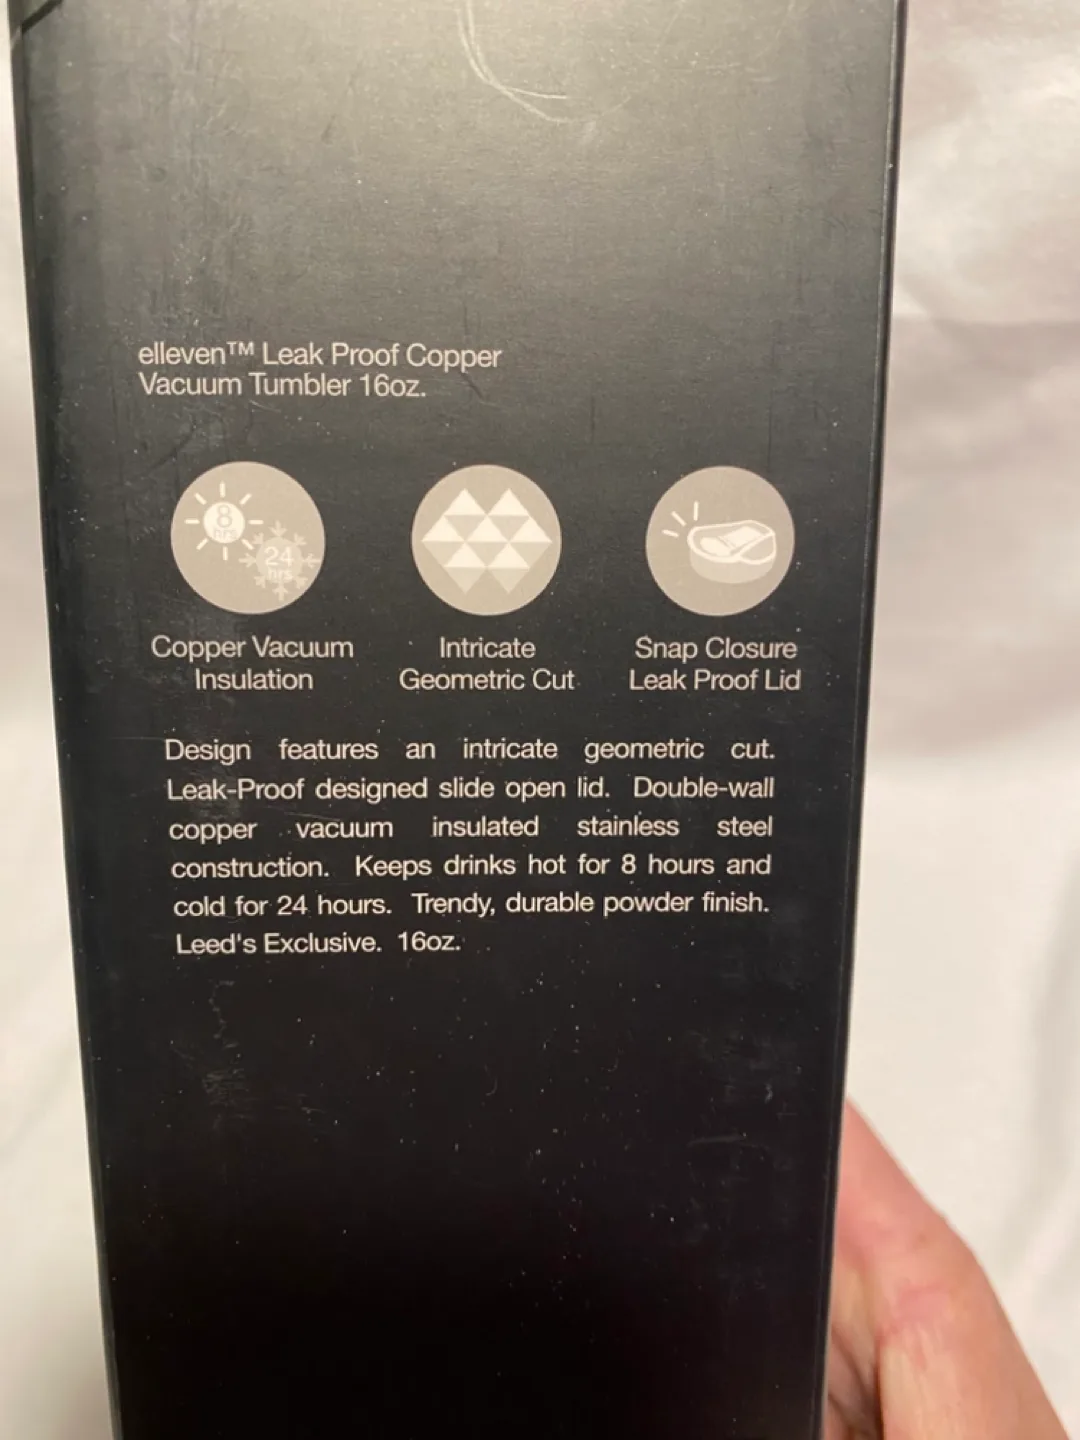 elleven™ Leak Proof Copper
Vacuum Tumbler 16oz.
8
hrs
24
hrs
Copper Vacuum
Insulation
Intricate
Geometric Cut
Snap Closure
Leak Proof Lid
Design features an intricate geometric cut.
Leak-Proof designed slide open lid. Double-wall
copper vacuum insulated stainless steel
construction. Keeps drinks hot for 8 hours and
cold for 24 hours. Trendy, durable powder finish.
Leed's Exclusive. 16oz.